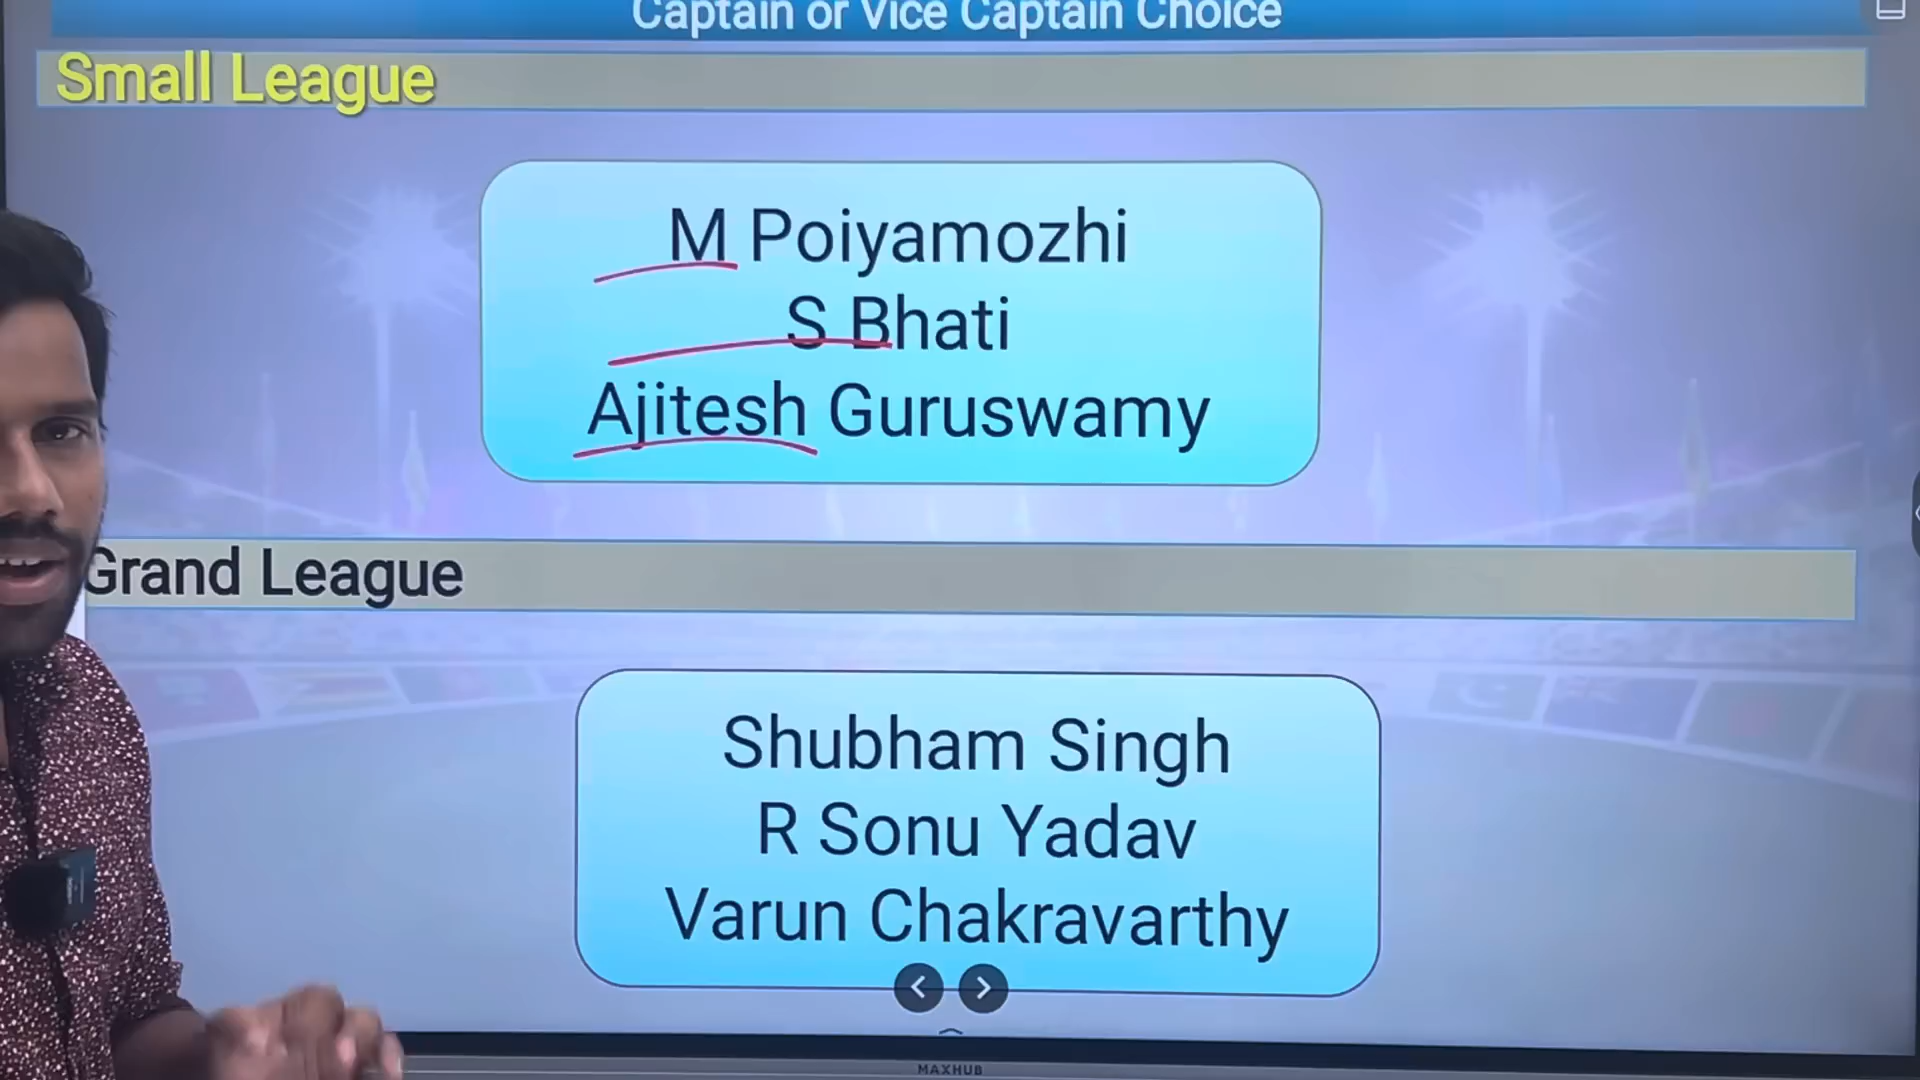 Captain or Vice Captain Choice
Small League
M Poiyamozhi
S Bhati
Ajitesh Guruswamy
Grand League
Shubham Singh
R Sonu Yadav
Varun Chakravarthy
MAXHUB